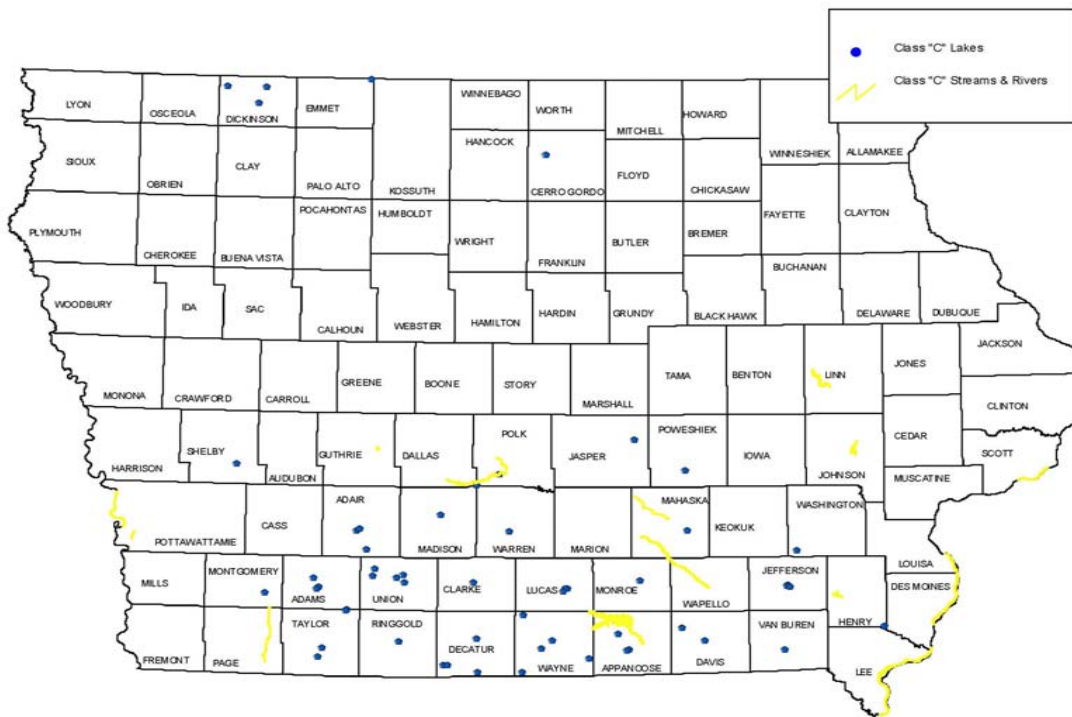 Class "C" Lakes
Class "C" Streams & Rivers
LYON
OSCEOLA
DICKINSON
EMMET
WINNEBAGO
WORTH
MITCHELL
HOWARD
WINNESHIEK
ALLAMAKEE
SIOUX
OBRIEN
CLAY
PALO ALTO
KOSSUTH
HANCOCK
CERRO GORDO
FLOYD
CHICKASAW
PLYMOUTH
CHEROKEE
BUENA VISTA
POCAHONTAS
HUMBOLDT
WRIGHT
FRANKLIN
BUTLER
BREMER
FAYETTE
CLAYTON
WOODBURY
IDA
SAC
CALHOUN
WEBSTER
HAMILTON
HARDIN
GRUNDY
BLACK HAWK
BUCHANAN
DELAWARE
DUBUQUE
MONONA
CRAWFORD
CARROLL
GREENE
BOONE
STORY
MARSHALL
TAMA
BENTON
LINN
JONES
JACKSON
CLINTON
HARRISON
SHELBY
AUDUBON
GUTHRIE
DALLAS
POLK
JASPER
POWESHIEK
IOWA
JOHNSON
CEDAR
SCOTT
MUSCATINE
POTTAWATTAMIE
CASS
ADAIR
MADISON
WARREN
MARION
MAHASKA
KEOKUK
WASHINGTON
LOUISA
MILLS
MONTGOMERY
ADAMS
UNION
CLARKE
LUCAS
MONROE
WAPELLO
JEFFERSON
HENRY
DES MOINES
FREMONT
PAGE
TAYLOR
RINGGOLD
DECATUR
WAYNE
APPANOOSE
DAVIS
VAN BUREN
LEE